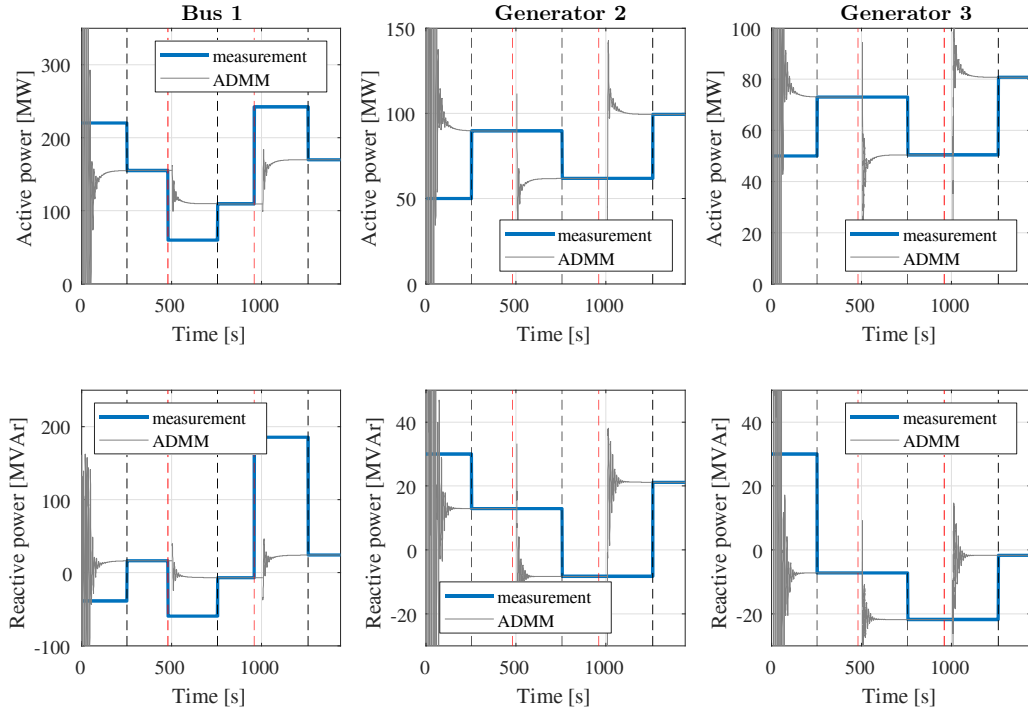 Bus 1
Generator 2
Generator 3
Active power [MW]
300
200
100
0
measurement
ADMM
0
500
1000
Time [s]
Active power [MW]
150
100
50
0
measurement
ADMM
0
500
1000
Time [s]
Active power [MW]
100
80
60
40
20
0
measurement
ADMM
0
500
1000
Time [s]
Reactive power [MVAr]
200
100
0
-100
measurement
ADMM
0
500
1000
Time [s]
Reactive power [MVAr]
40
20
0
-20
measurement
ADMM
0
500
1000
Time [s]
Reactive power [MVAr]
40
20
0
-20
measurement
ADMM
0
500
1000
Time [s]